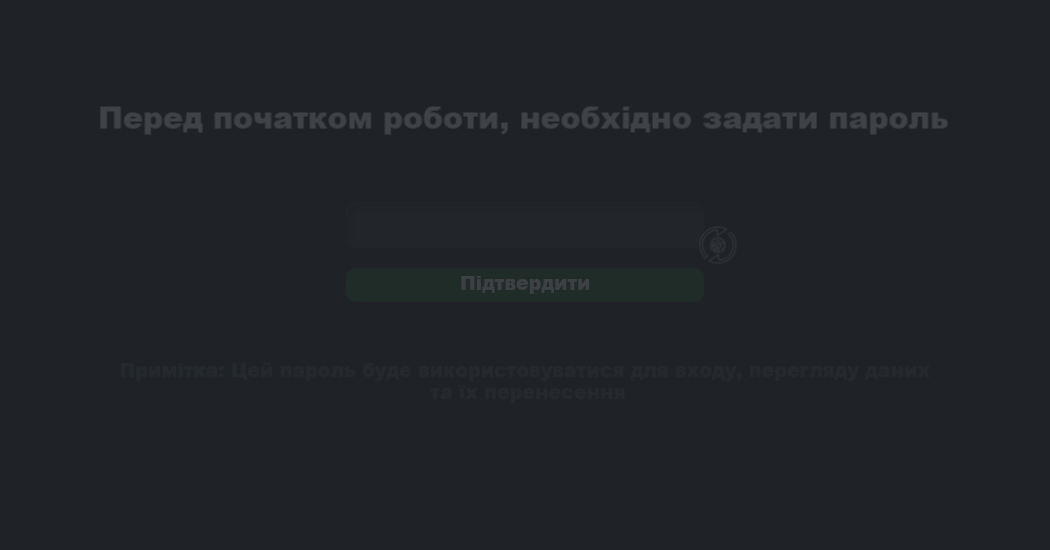 Перед початком роботи, необхідно задати пароль
Підтвердити
Примітка: Цей пароль буде використовуватися для входу, перегляду даних
та їх перенесення